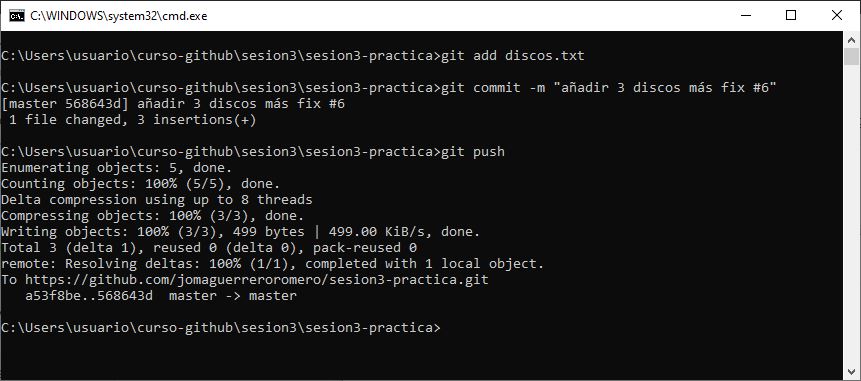 C:\WINDOWS\system32\cmd.exe
C:\Users\usuario\curso-github\sesion3\sesion3-practica>git add discos.txt
C:\Users\usuario\curso-github\sesion3\sesion3-practica>git commit -m "añadir 3 discos más fix #6"
[master 568643d] añadir 3 discos más fix #6
 1 file changed, 3 insertions(+)
C:\Users\usuario\curso-github\sesion3\sesion3-practica>git push
Enumerating objects: 5, done.
Counting objects: 100% (5/5), done.
Delta compression using up to 8 threads
Compressing objects: 100% (3/3), done.
Writing objects: 100% (3/3), 499 bytes | 499.00 KiB/s, done.
Total 3 (delta 1), reused 0 (delta 0), pack-reused 0
remote: Resolving deltas: 100% (1/1), completed with 1 local object.
To https://github.com/jomaguerreroromero/sesion3-practica.git
   a53f8be..568643d  master -> master
C:\Users\usuario\curso-github\sesion3\sesion3-practica>